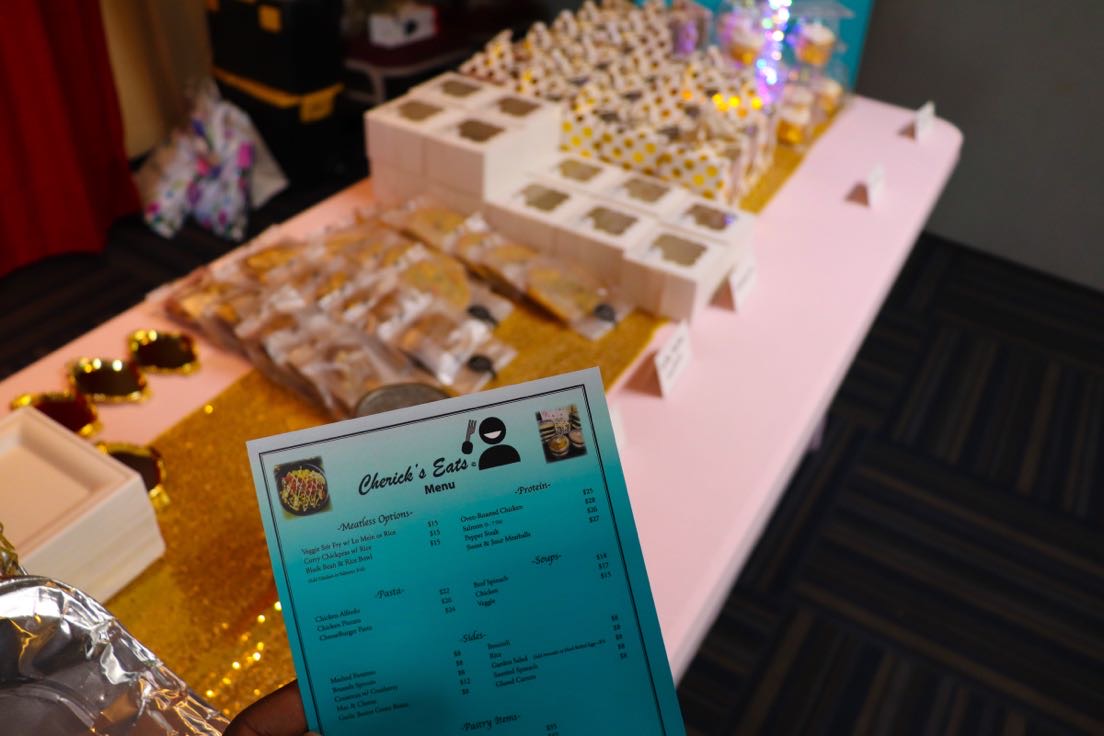 Cherick's Eats
Menu
-Meatless Options-
Veggie Stir Fry w/ Lo Mein or Rice $15
Curry Chickpeas w/ Rice $13
Black Bean & Rice Bowl $15
-Pasta-
Chicken Alfredo $22
Chicken Penne $20
Cheeseburger Pasta $24
-Protein-
Oven Roasted Chicken $25
Salmon $28
Pepper Steak $26
Sweet & Sour Meatballs $27
-Soups-
Beef Spinach $18
Chicken $17
Veggie $15
-Sides-
Mashed Potatoes $8
Brussels Sprouts $8
Couscous w/ Cranberry $8
Mac & Cheese $12
Garlic Butter Green Beans $8
Broccoli $8
Rice $8
Garden Salad $8
Sauteed Spinach $8
Glazed Carrots $8
-Pastry Items-